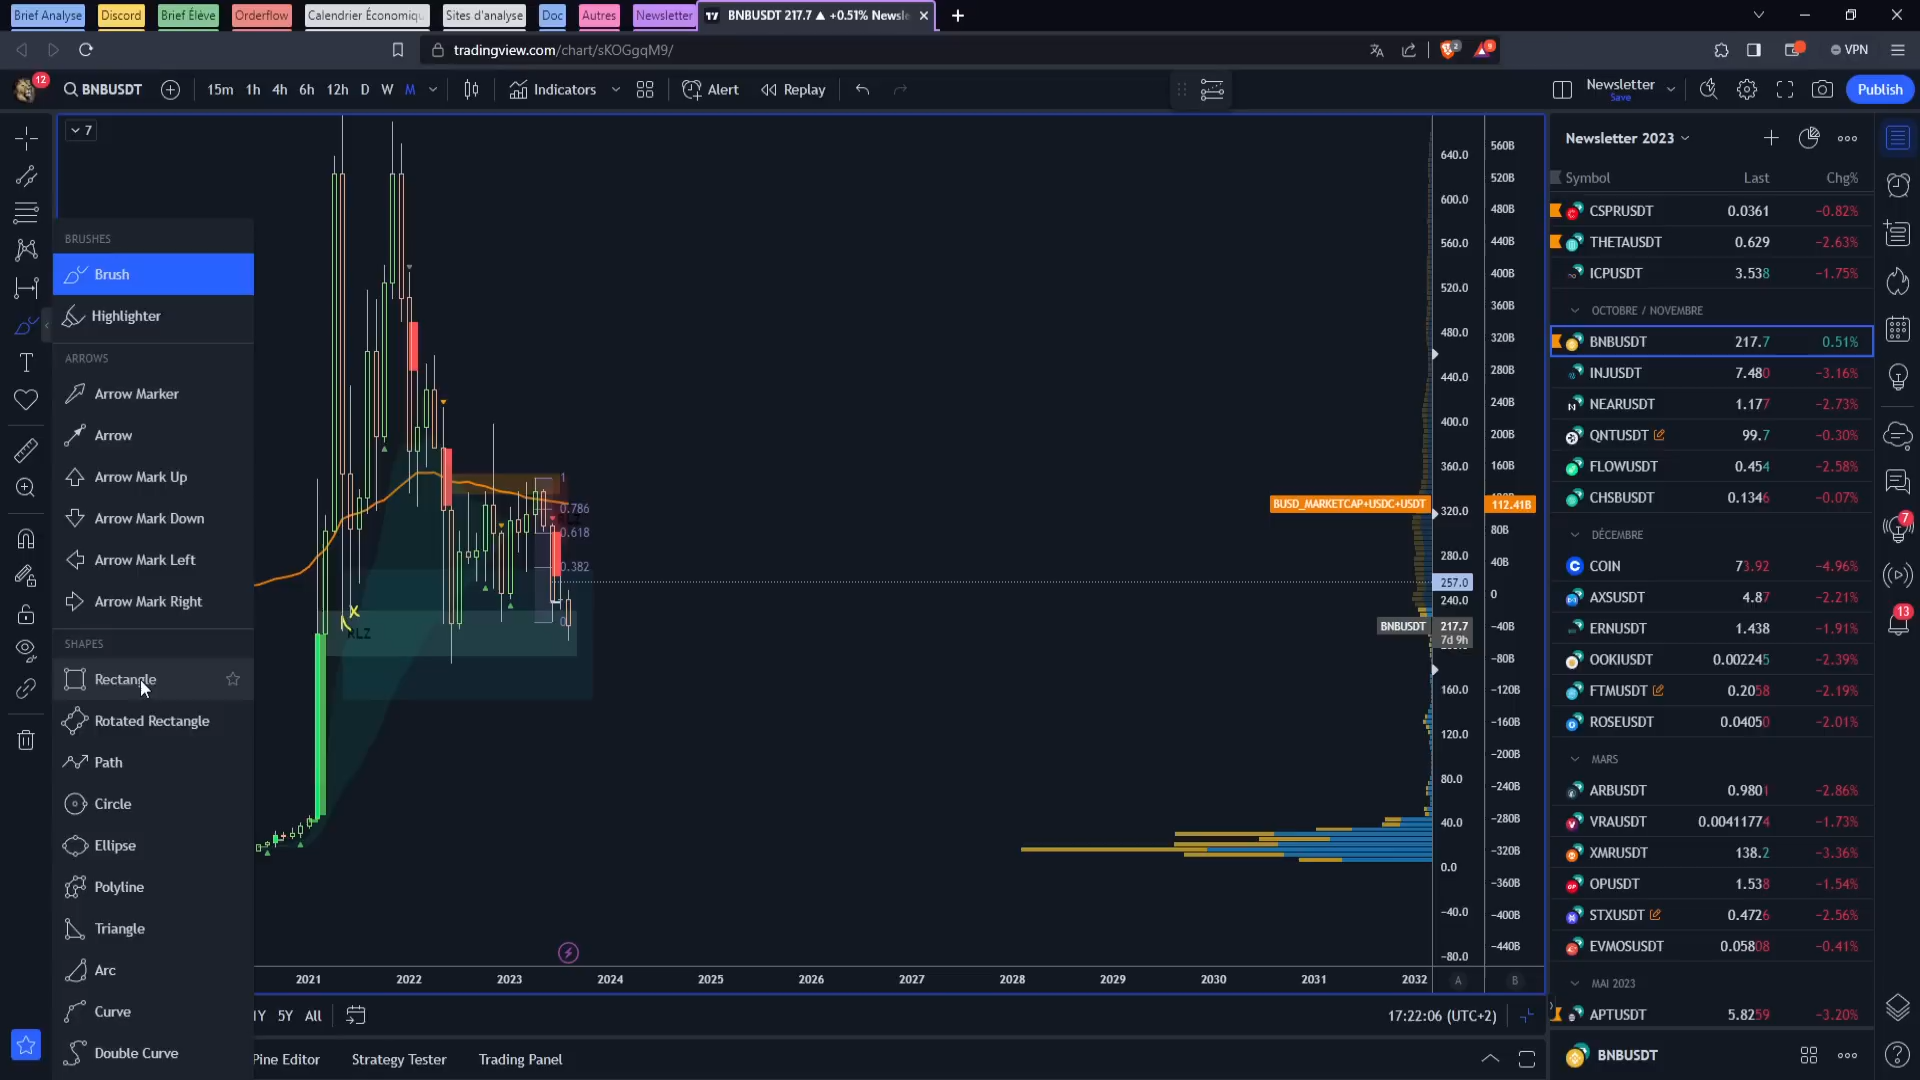 Brief Analyse
Discord
Brief Élève
Orderflow
Calendrier Économiqu
Sites d'analyse
Doc
Autres
Newsletter
BNBUSDT 217.7 ▲ +0.51% Newsle
tradingview.com/chart/sKOGgqM9/
2
9
VPN
12
BNBUSDT
15m 1h 4h 6h 12h D W M
Indicators
Alert
Replay
Newsletter
Save
Publish
7
BRUSHES
Brush
Highlighter
ARROWS
Arrow Marker
Arrow
Arrow Mark Up
Arrow Mark Down
Arrow Mark Left
Arrow Mark Right
SHAPES
Rectangle
Rotated Rectangle
Path
Circle
Ellipse
Polyline
Triangle
Arc
Curve
Double Curve
1
0.786
0.618
0.382
0
RLZ
BUSD_MARKETCAP+USDC+USDT
112.41B
BNBUSDT
217.7
7d 9h
257.0
640.0
600.0
560.0
520.0
480.0
440.0
400.0
360.0
320.0
280.0
240.0
160.0
120.0
80.0
40.0
0.0
−40.0
−80.0
560B
520B
480B
440B
400B
360B
320B
280B
240B
200B
160B
120B
80B
40B
0
−40B
−80B
−120B
−160B
−200B
−240B
−280B
−320B
−360B
−400B
−440B
2021 2022 2023 2024 2025 2026 2027 2028 2029 2030 2031 2032
A B
1Y 5Y All
17:22:06 (UTC+2)
Pine Editor
Strategy Tester
Trading Panel
Newsletter 2023
Symbol Last Chg%
CSPRUSDT 0.0361 −0.82%
THETAUSDT 0.629 −2.63%
ICPUSDT 3.538 −1.75%
OCTOBRE / NOVEMBRE
BNBUSDT 217.7 0.51%
INJUSDT 7.480 −3.16%
NEARUSDT 1.177 −2.73%
QNTUSDT 99.7 −0.30%
FLOWUSDT 0.454 −2.58%
CHSBUSDT 0.1346 −0.07%
DÉCEMBRE
COIN 73.92 −4.96%
AXSUSDT 4.87 −2.21%
ERNUSDT 1.438 −1.91%
OOKIUSDT 0.002245 −2.39%
FTMUSDT 0.2058 −2.19%
ROSEUSDT 0.04050 −2.01%
MARS
ARBUSDT 0.9801 −2.86%
VRAUSDT 0.00411774 −1.73%
XMRUSDT 138.2 −3.36%
OPUSDT 1.538 −1.54%
STXUSDT 0.4726 −2.56%
EVMOSUSDT 0.05808 −0.41%
MAI 2023
APTUSDT 5.8259 −3.20%
BNBUSDT
7
13